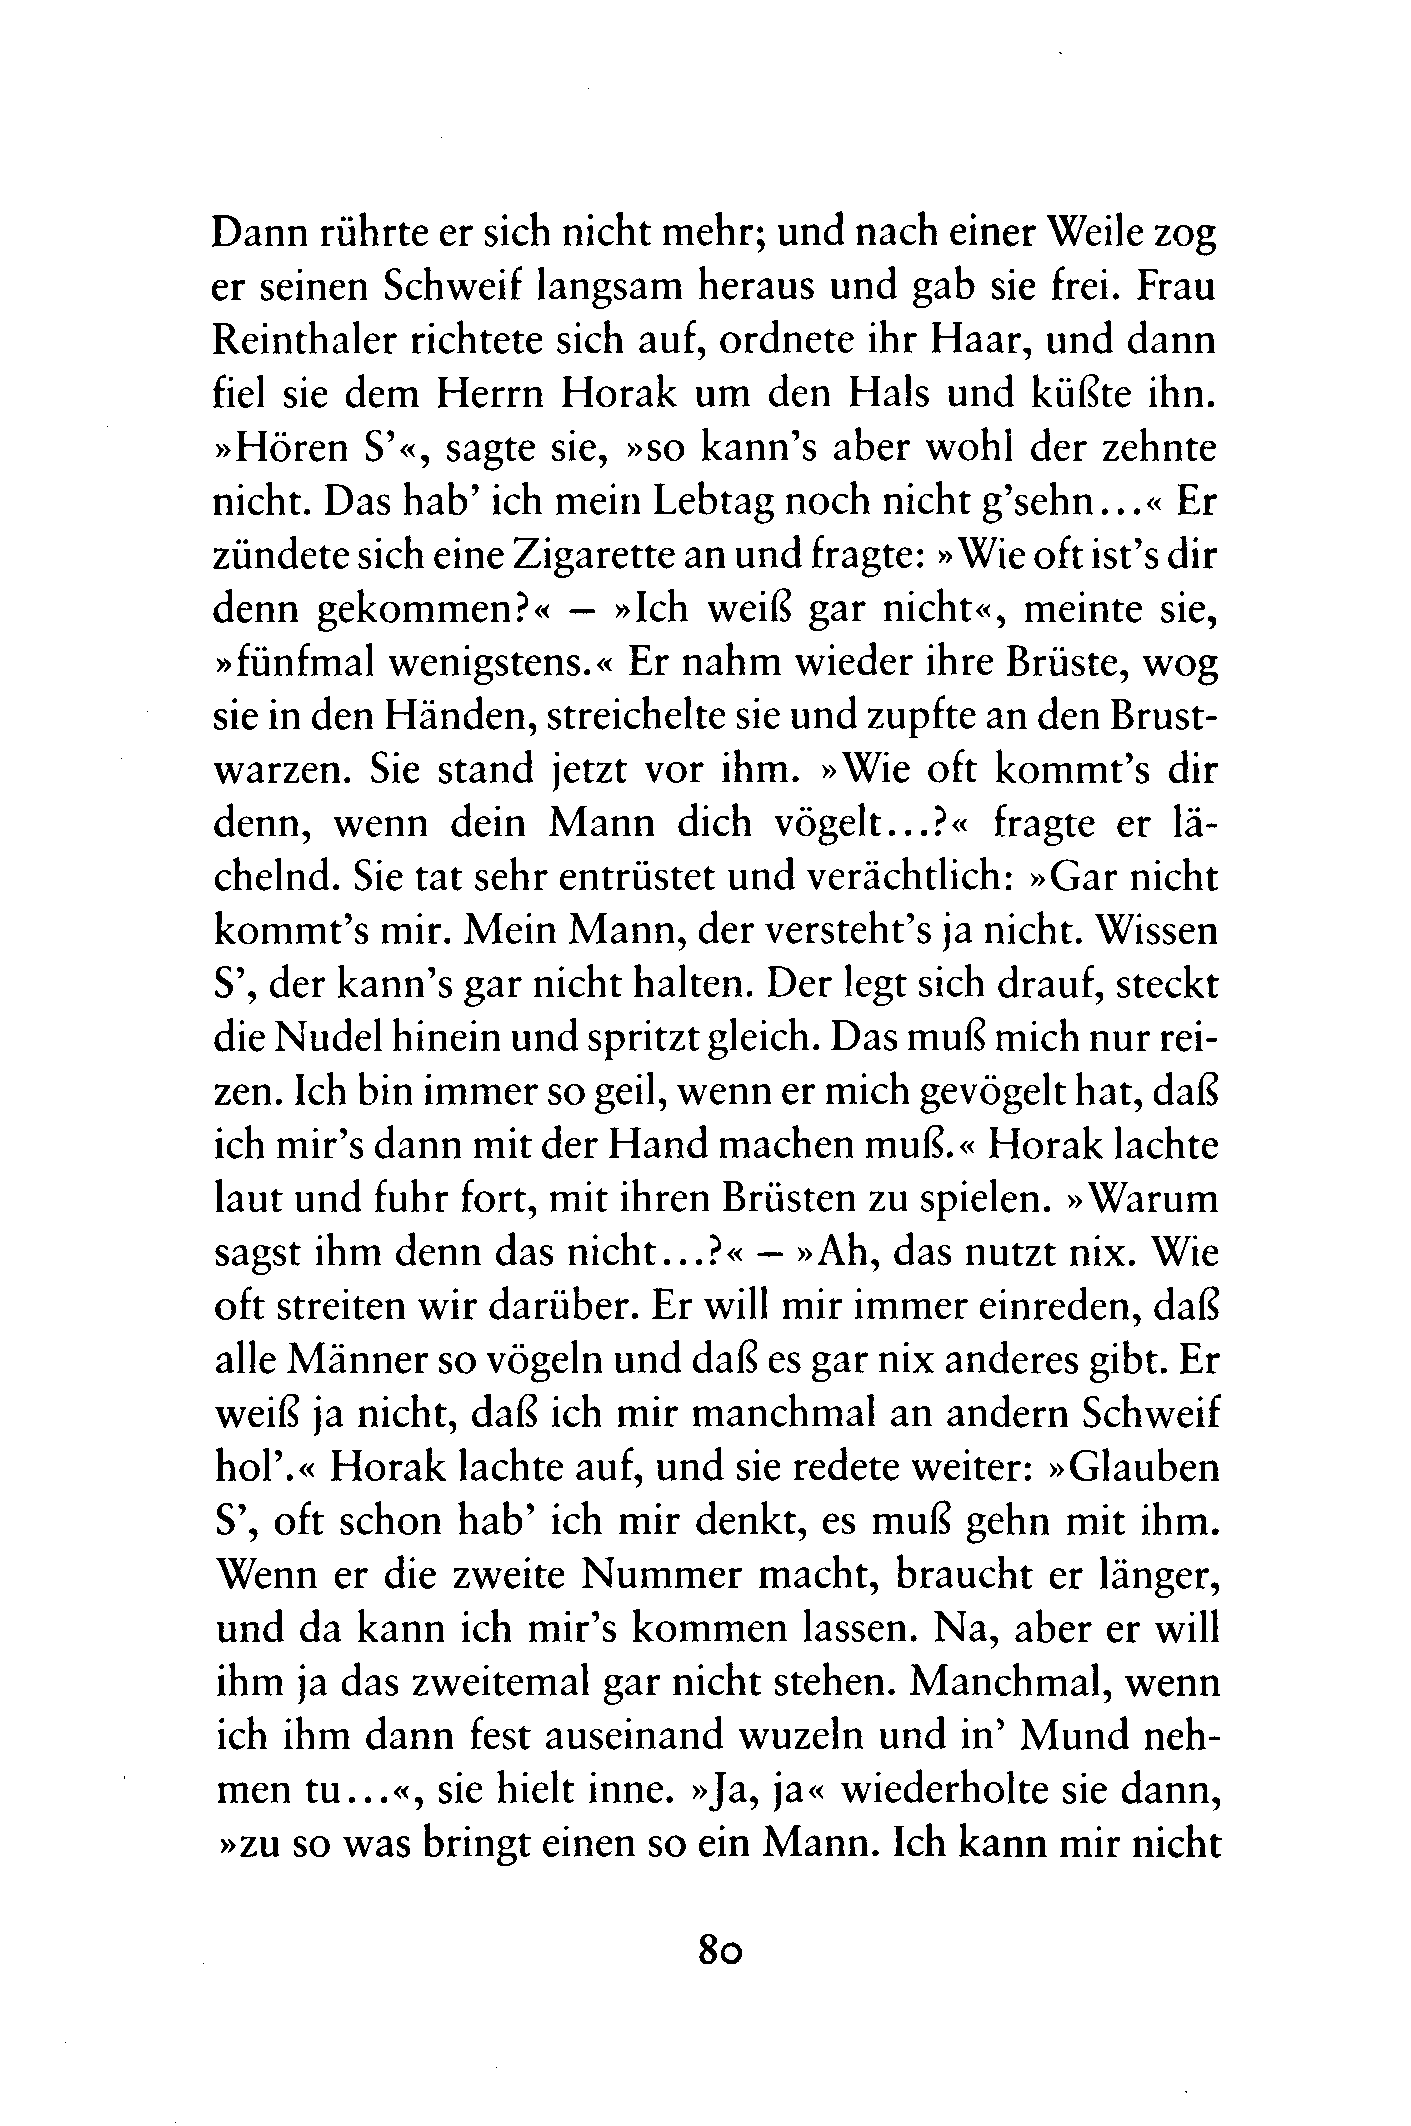 Dann rührte er sich nicht mehr; und nach einer Weile zog
er seinen Schweif langsam heraus und gab sie frei. Frau
Reinthaler richtete sich auf, ordnete ihr Haar, und dann
fiel sie dem Herrn Horak um den Hals und küßte ihn.
»Hören S’«, sagte sie, »so kann’s aber wohl der zehnte
nicht. Das hab’ ich mein Lebtag noch nicht g’sehn...« Er
zündete sich eine Zigarette an und fragte: »Wie oft ist’s dir
denn gekommen?« – »Ich weiß gar nicht«, meinte sie,
»fünfmal wenigstens.« Er nahm wieder ihre Brüste, wog
sie in den Händen, streichelte sie und zupfte an den Brust-
warzen. Sie stand jetzt vor ihm. »Wie oft kommt’s dir
denn, wenn dein Mann dich vögelt...?« fragte er lä-
chelnd. Sie tat sehr entrüstet und verächtlich: »Gar nicht
kommt’s mir. Mein Mann, der versteht’s ja nicht. Wissen
S’, der kann’s gar nicht halten. Der legt sich drauf, steckt
die Nudel hinein und spritzt gleich. Das muß mich nur rei-
zen. Ich bin immer so geil, wenn er mich gevögelt hat, daß
ich mir’s dann mit der Hand machen muß.« Horak lachte
laut und fuhr fort, mit ihren Brüsten zu spielen. »Warum
sagst ihm denn das nicht...?« – »Ah, das nutzt nix. Wie
oft streiten wir darüber. Er will mir immer einreden, daß
alle Männer so vögeln und daß es gar nix anderes gibt. Er
weiß ja nicht, daß ich mir manchmal an andern Schweif
hol’.« Horak lachte auf, und sie redete weiter: »Glauben
S’, oft schon hab’ ich mir denkt, es muß gehn mit ihm.
Wenn er die zweite Nummer macht, braucht er länger,
und da kann ich mir’s kommen lassen. Na, aber er will
ihm ja das zweitemal gar nicht stehen. Manchmal, wenn
ich ihm dann fest auseinand wuzeln und in’ Mund neh-
men tu...«, sie hielt inne. »Ja, ja« wiederholte sie dann,
»zu so was bringt einen so ein Mann. Ich kann mir nicht
80